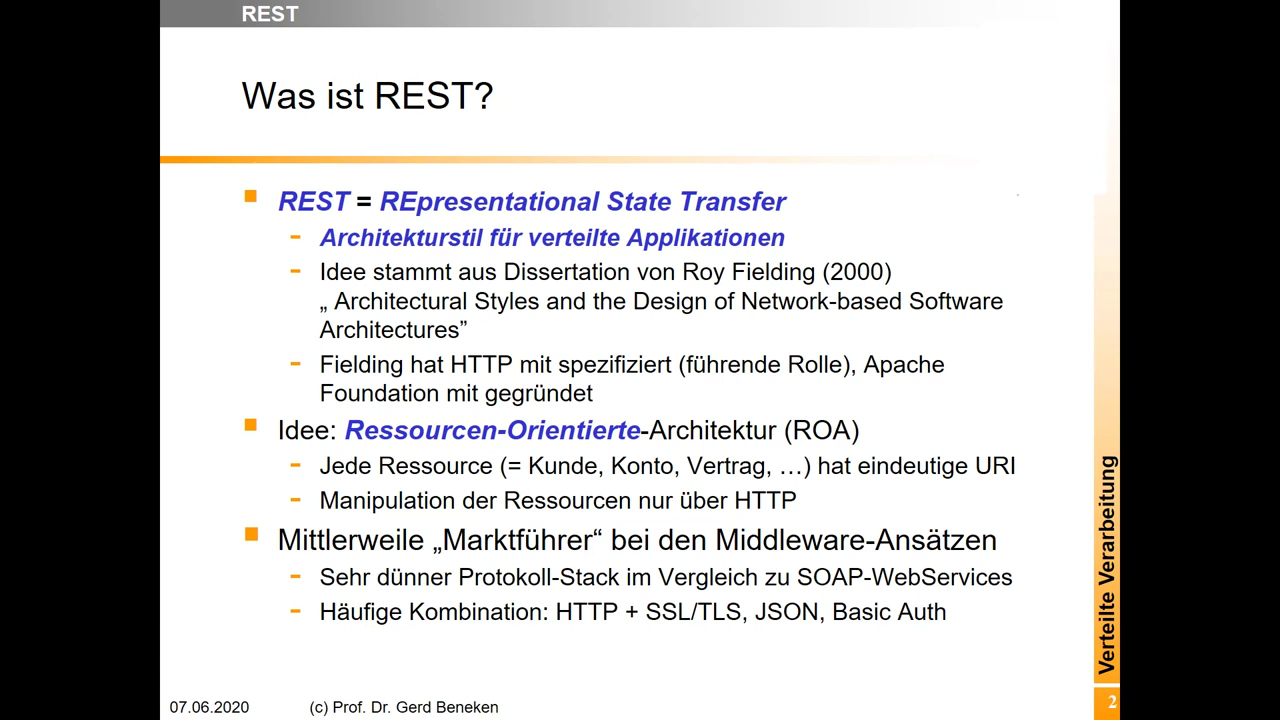 REST
Was ist REST?
REST = REpresentational State Transfer
- Architekturstil für verteilte Applikationen
- Idee stammt aus Dissertation von Roy Fielding (2000)
„ Architectural Styles and the Design of Network-based Software
Architectures”
- Fielding hat HTTP mit spezifiziert (führende Rolle), Apache
Foundation mit gegründet
Idee: Ressourcen-Orientierte-Architektur (ROA)
- Jede Ressource (= Kunde, Konto, Vertrag, …) hat eindeutige URI
- Manipulation der Ressourcen nur über HTTP
Mittlerweile „Marktführer“ bei den Middleware-Ansätzen
- Sehr dünner Protokoll-Stack im Vergleich zu SOAP-WebServices
- Häufige Kombination: HTTP + SSL/TLS, JSON, Basic Auth
Verteilte Verarbeitung
07.06.2020
(c) Prof. Dr. Gerd Beneken
2